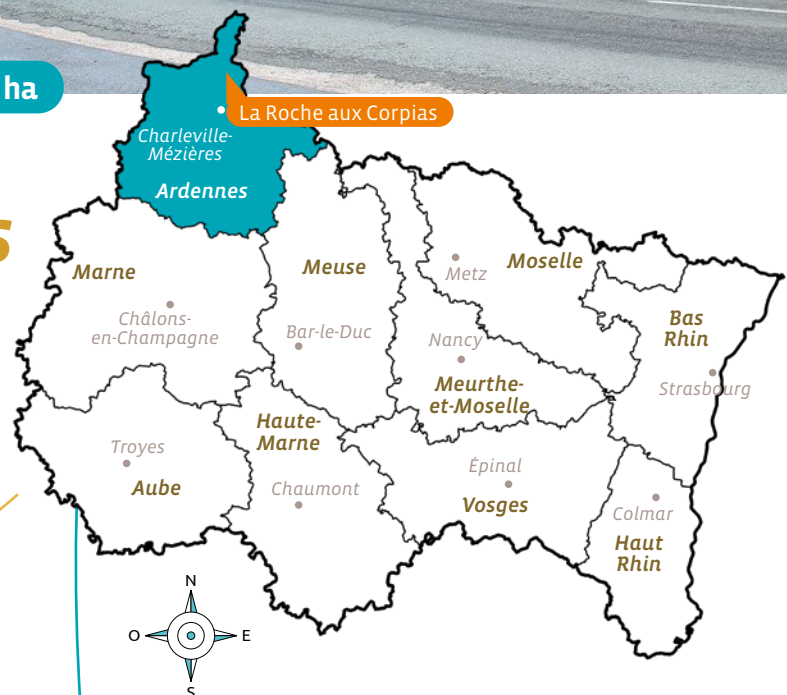 ha
La Roche aux Corpias
Charleville-
Mézières
Ardennes
s
Marne
Meuse
Moselle
Metz
Châlons-
en-Champagne
Bar-le-Duc
Nancy
Bas
Rhin
Meurthe-
et-Moselle
Strasbourg
Haute-
Marne
Troyes
Épinal
Aube
Chaumont
Vosges
Colmar
Haut
Rhin
N
O
E
S